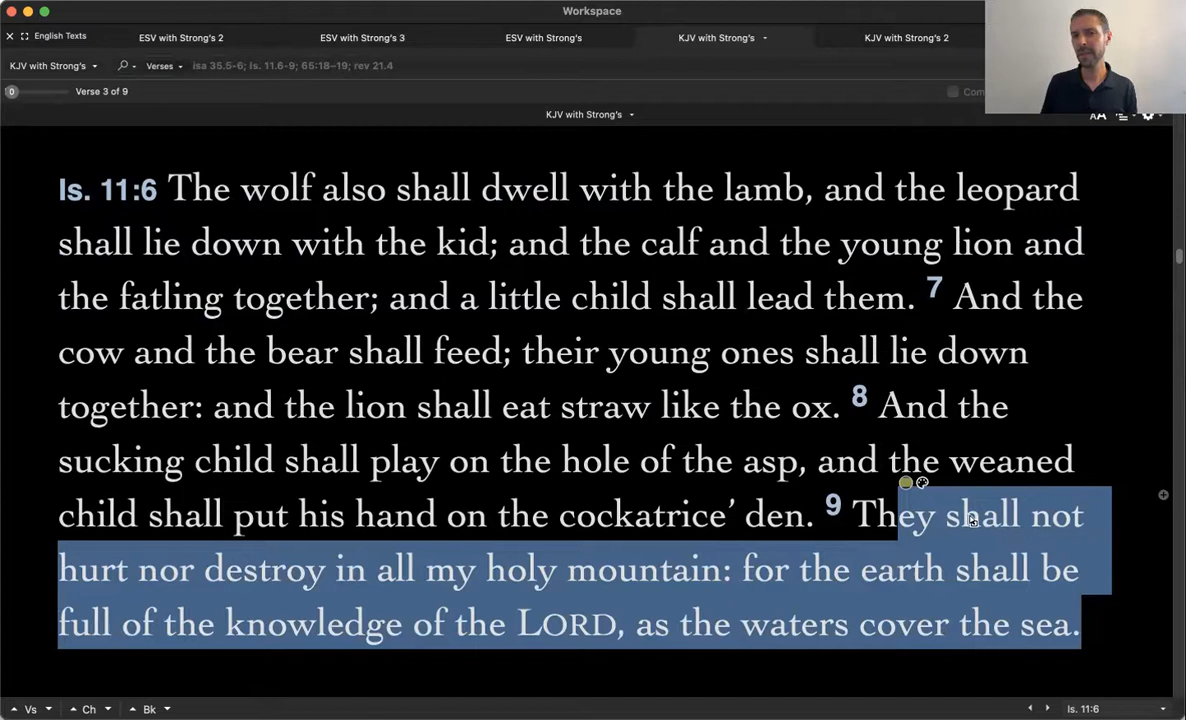 Workspace
English Texts
ESV with Strong's 2
ESV with Strong's 3
ESV with Strong's
KJV with Strong's
KJV with Strong's 2
KJV with Strong's
Verses
Isa 35.5-6; Is. 11.6-9; 65:18–19; rev 21.4
0
Verse 3 of 9
Com
KJV with Strong's
AA
Is. 11:6 The wolf also shall dwell with the lamb, and the leopard
shall lie down with the kid; and the calf and the young lion and
the fatling together; and a little child shall lead them. 7 And the
cow and the bear shall feed; their young ones shall lie down
together: and the lion shall eat straw like the ox. 8 And the
sucking child shall play on the hole of the asp, and the weaned
child shall put his hand on the cockatrice’ den. 9 They shall not
hurt nor destroy in all my holy mountain: for the earth shall be
full of the knowledge of the LORD, as the waters cover the sea.
Vs
Ch
Bk
Is. 11:6